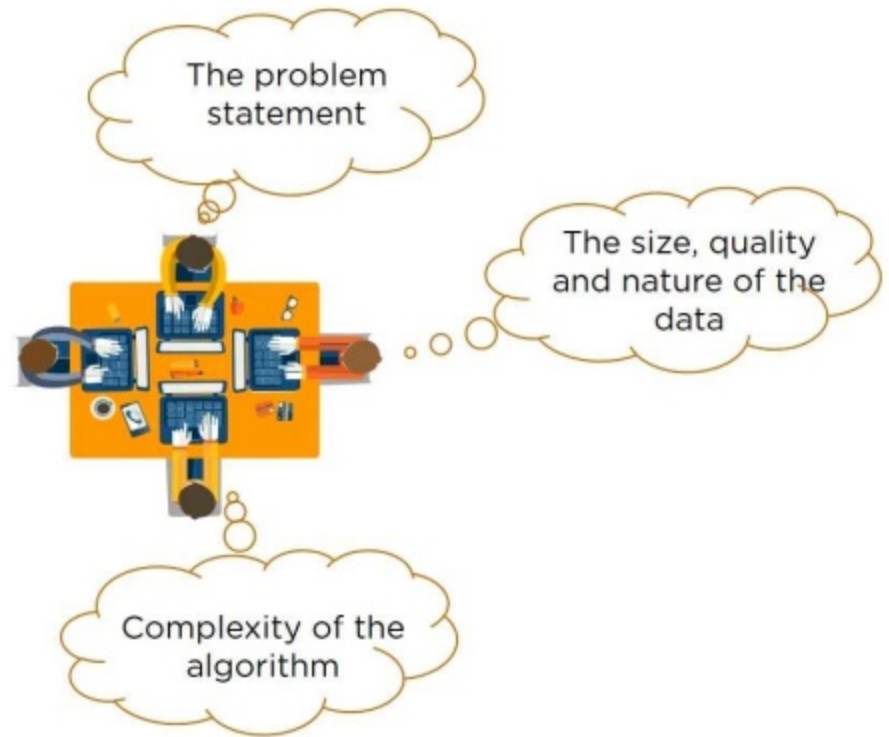 The problem
statement
The size, quality
and nature of the
data
Complexity of the
algorithm